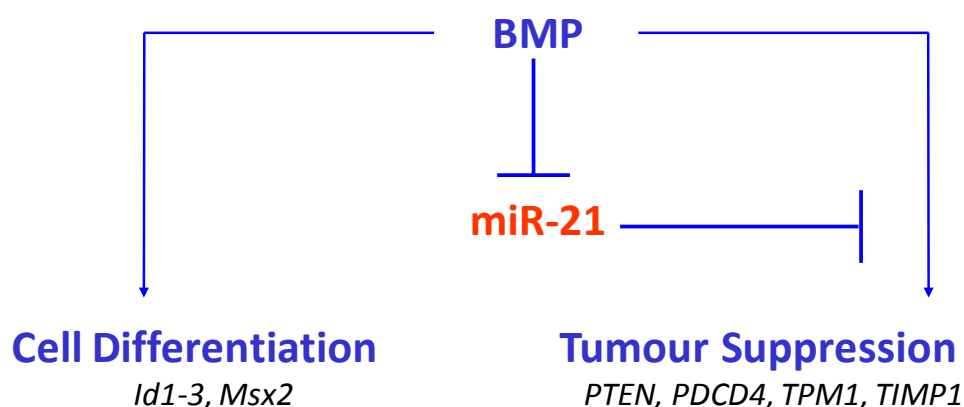 BMP
miR-21
Cell Differentiation
Id1-3, Msx2
Tumour Suppression
PTEN, PDCD4, TPM1, TIMP1